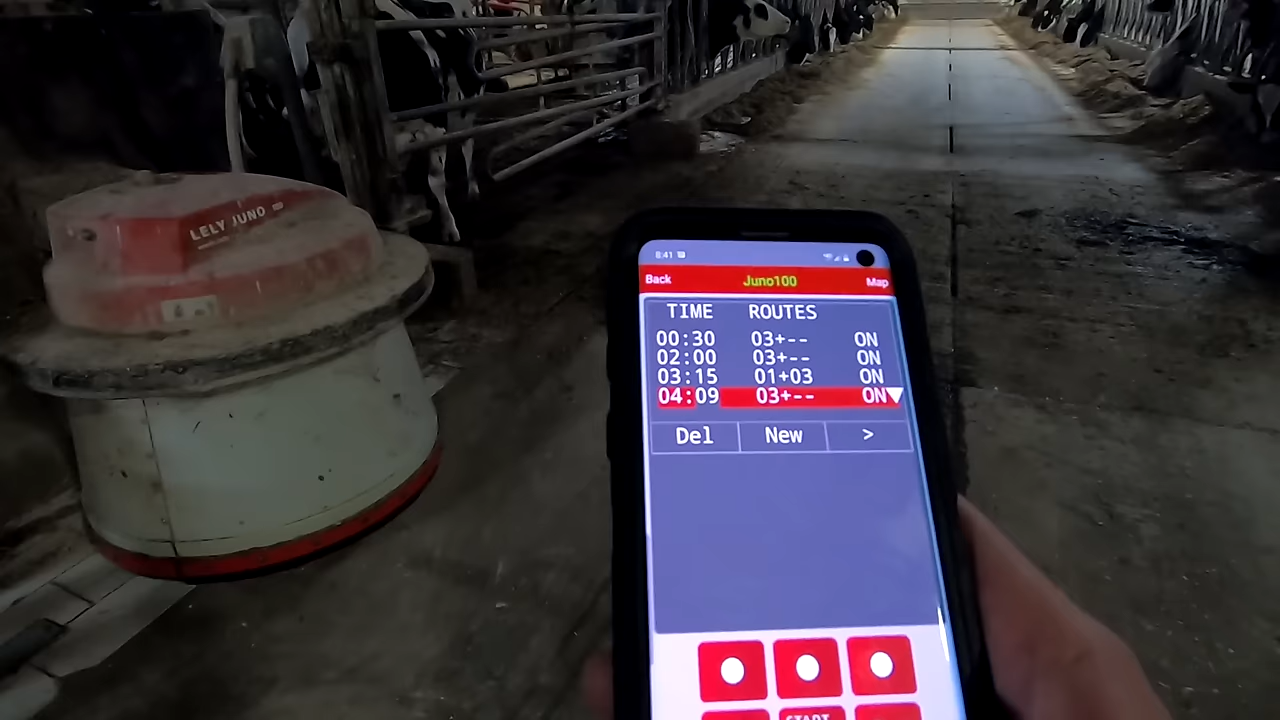 LELY JUNO
8:41
Back Juno100 Map
TIME ROUTES
00:30 03+-- ON
02:00 03+-- ON
03:15 01+03 ON
04:09 03+-- ON
Del New >
START